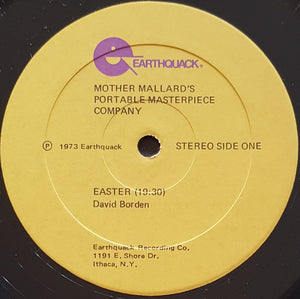 EARTHQUACK®
MOTHER MALLARD'S
PORTABLE MASTERPIECE
COMPANY
Ⓟ 1973 Earthquack STEREO SIDE ONE
EASTER (19:30)
David Borden
Earthquack Recording Co.
1191 E. Shore Dr.
Ithaca, N.Y.